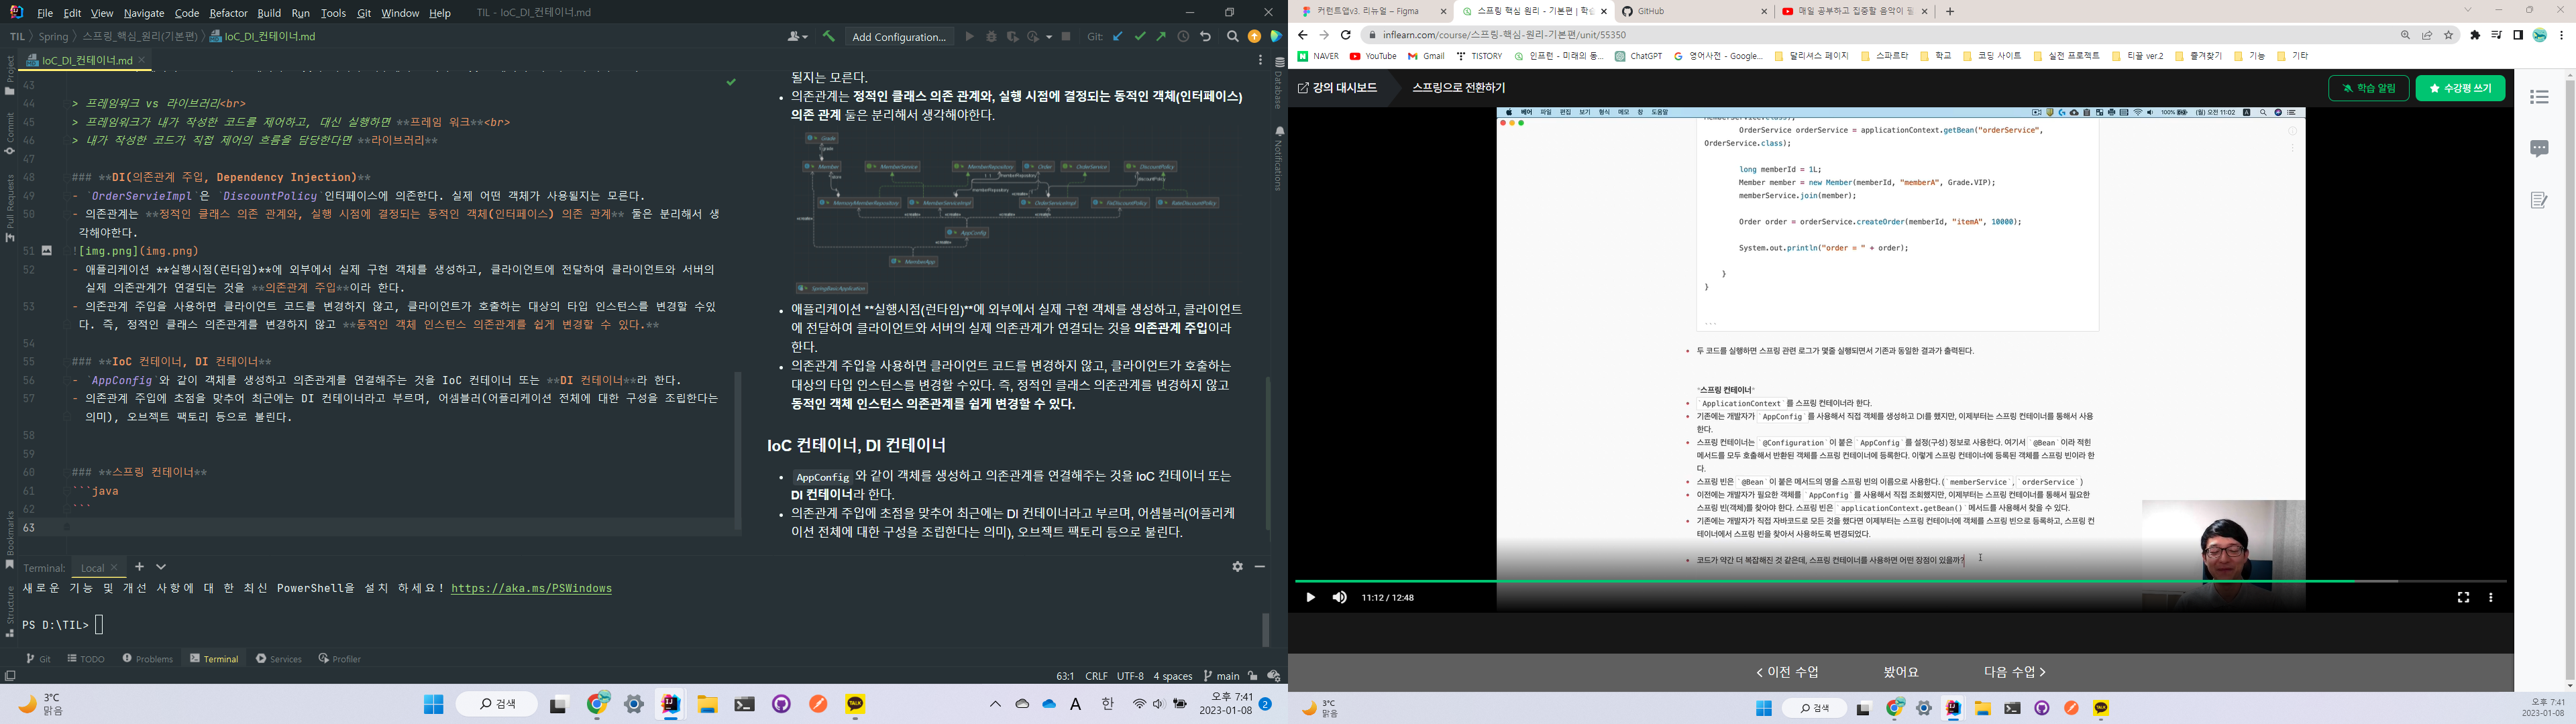 File Edit View Navigate Code Refactor Build Run Tools Git Window Help TIL - IoC_DI_컨테이너.md
TIL Spring 스프링_핵심_원리(기본편) IoC_DI_컨테이너.md
Add Configuration...
Git:
IoC_DI_컨테이너.md
Project
Commit
Pull Requests
Bookmarks
Structure
43
44 > 프레임워크 vs 라이브러리<br>
45 > 프레임워크가 내가 작성한 코드를 제어하고, 대신 실행하면 **프레임 워크**<br>
46 > 내가 작성한 코드가 직접 제어의 흐름을 담당한다면 **라이브러리**
47
48 ### **DI(의존관계 주입, Dependency Injection)**
49 - `OrderServieImpl`은 `DiscountPolicy`인터페이스에 의존한다. 실제 어떤 객체가 사용될지는 모른다.
50 - 의존관계는 **정적인 클래스 의존 관계와, 실행 시점에 결정되는 동적인 객체(인터페이스) 의존 관계** 둘은 분리해서 생
각해야한다.
51 ![img.png](img.png)
52 - 애플리케이션 **실행시점(런타임)**에 외부에서 실제 구현 객체를 생성하고, 클라이언트에 전달하여 클라이언트와 서버의
실제 의존관계가 연결되는 것을 **의존관계 주입**이라 한다.
53 - 의존관계 주입을 사용하면 클라이언트 코드를 변경하지 않고, 클라이언트가 호출하는 대상의 타입 인스턴스를 변경할 수있
다. 즉, 정적인 클래스 의존관계를 변경하지 않고 **동적인 객체 인스턴스 의존관계를 쉽게 변경할 수 있다.**
54
55 ### **IoC 컨테이너, DI 컨테이너**
56 - `AppConfig`와 같이 객체를 생성하고 의존관계를 연결해주는 것을 IoC 컨테이너 또는 **DI 컨테이너**라 한다.
57 - 의존관계 주입에 초점을 맞추어 최근에는 DI 컨테이너라고 부르며, 어셈블러(어플리케이션 전체에 대한 구성을 조립한다는
의미), 오브젝트 팩토리 등으로 불린다.
58
59
60 ### **스프링 컨테이너**
61 ```java
62 ```
63
될지는 모른다.
• 의존관계는 정적인 클래스 의존 관계와, 실행 시점에 결정되는 동적인 객체(인터페이스)
의존 관계 둘은 분리해서 생각해야한다.
Grade
Member MemberService MemberRepository Order OrderService DiscountPolicy
MemoryMemberRepository MemberServiceImpl OrderServiceImpl FixDiscountPolicy RateDiscountPolicy
AppConfig
MemberApp
SpringBasicApplication
• 애플리케이션 **실행시점(런타임)**에 외부에서 실제 구현 객체를 생성하고, 클라이언트
에 전달하여 클라이언트와 서버의 실제 의존관계가 연결되는 것을 의존관계 주입이라
한다.
• 의존관계 주입을 사용하면 클라이언트 코드를 변경하지 않고, 클라이언트가 호출하는
대상의 타입 인스턴스를 변경할 수있다. 즉, 정적인 클래스 의존관계를 변경하지 않고
동적인 객체 인스턴스 의존관계를 쉽게 변경할 수 있다.
IoC 컨테이너, DI 컨테이너
• AppConfig 와 같이 객체를 생성하고 의존관계를 연결해주는 것을 IoC 컨테이너 또는
DI 컨테이너라 한다.
• 의존관계 주입에 초점을 맞추어 최근에는 DI 컨테이너라고 부르며, 어셈블러(어플리케
이션 전체에 대한 구성을 조립한다는 의미), 오브젝트 팩토리 등으로 불린다.
Database
Notifications
Terminal: Local
새로운 기능 및 개선 사항에 대 한 최신 PowerShell을 설치 하세요! https://aka.ms/PSWindows
PS D:\TIL>
Git TODO Problems Terminal Services Profiler
63:1 CRLF UTF-8 4 spaces main
3°C
맑음
검색
A 한
오후 7:41
2023-01-08
2
커런트앱v3. 리뉴얼 – Figma
스프링 핵심 원리 - 기본편 | 학습
GitHub
매일 공부하고 집중할 음악이 필
inflearn.com/course/스프링-핵심-원리-기본편/unit/55350
NAVER YouTube Gmail TISTORY 인프런 - 미래의 동... ChatGPT 영어사전 - Google... 달리셔스 페이지 스파르타 학교 코딩 사이트 실전 프로젝트 티끌 ver.2 즐겨찾기 기능 기타
강의 대시보드 스프링으로 전환하기 학습 알림 수강평 쓰기
메어 파일 편집 보기 형식 메모 창 도움말 100% (월) 오전 11:02
OrderService orderService = applicationContext.getBean("orderService",
OrderService.class);
long memberId = 1L;
Member member = new Member(memberId, "memberA", Grade.VIP);
memberService.join(member);
Order order = orderService.createOrder(memberId, "itemA", 10000);
System.out.println("order = " + order);
}
}
```
• 두 코드를 실행하면 스프링 관련 로그가 몇줄 실행되면서 기존과 동일한 결과가 출력된다.
*스프링 컨테이너*
• `ApplicationContext`를 스프링 컨테이너라 한다.
• 기존에는 개발자가 `AppConfig`를 사용해서 직접 객체를 생성하고 DI를 했지만, 이제부터는 스프링 컨테이너를 통해서 사용
한다.
• 스프링 컨테이너는 `@Configuration`이 붙은 `AppConfig`를 설정(구성) 정보로 사용한다. 여기서 `@Bean`이라 적힌
메서드를 모두 호출해서 반환된 객체를 스프링 컨테이너에 등록한다. 이렇게 스프링 컨테이너에 등록된 객체를 스프링 빈이라 한
다.
• 스프링 빈은 `@Bean`이 붙은 메서드의 명을 스프링 빈의 이름으로 사용한다. (`memberService`, `orderService`)
• 이전에는 개발자가 필요한 객체를 `AppConfig`를 사용해서 직접 조회했지만, 이제부터는 스프링 컨테이너를 통해서 필요한
스프링 빈(객체)를 찾아야 한다. 스프링 빈은 `applicationContext.getBean()` 메서드를 사용해서 찾을 수 있다.
• 기존에는 개발자가 직접 자바코드로 모든 것을 했다면 이제부터는 스프링 컨테이너에 객체를 스프링 빈으로 등록하고, 스프링 컨
테이너에서 스프링 빈을 찾아서 사용하도록 변경되었다.
• 코드가 약간 더 복잡해진 것 같은데, 스프링 컨테이너를 사용하면 어떤 장점이 있을까?
11:12 / 12:48
이전 수업 봤어요 다음 수업
3°C
맑음
검색
오후 7:41
2023-01-08